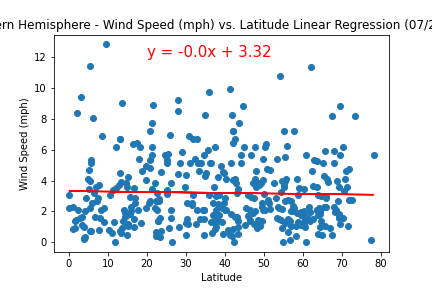 ern Hemisphere - Wind Speed (mph) vs. Latitude Linear Regression (07/2
y = -0.0x + 3.32
Wind Speed (mph)
12
10
8
6
4
2
0
0 10 20 30 40 50 60 70 80
Latitude